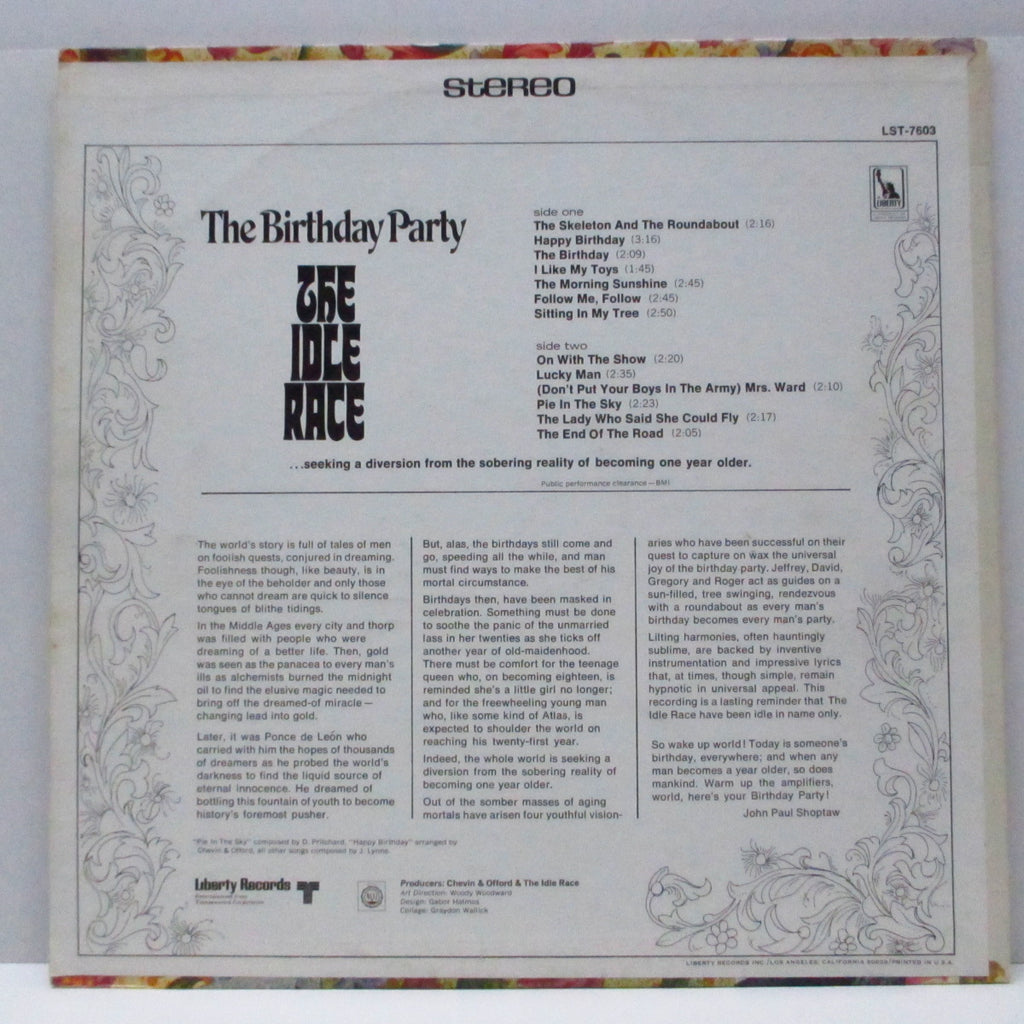 STEREO
LST-7603
LIBERTY
The Birthday Party
THE
IDLE
RACE
side one
The Skeleton And The Roundabout (2:16)
Happy Birthday (3:16)
The Birthday (2:09)
I Like My Toys (1:45)
The Morning Sunshine (2:45)
Follow Me, Follow (2:45)
Sitting In My Tree (2:50)
side two
On With The Show (2:20)
Lucky Man (2:35)
(Don't Put Your Boys In The Army) Mrs. Ward (2:10)
Pie In The Sky (2:23)
The Lady Who Said She Could Fly (2:17)
The End Of The Road (2:05)
...seeking a diversion from the sobering reality of becoming one year older.
Public performance clearance — BMI
The world's story is full of tales of men
on foolish quests, conjured in dreaming.
Foolishness though, like beauty, is in
the eye of the beholder and only those
who cannot dream are quick to silence
tongues of blithe tidings.
In the Middle Ages every city and thorp
was filled with people who were
dreaming of a better life. Then, gold
was seen as the panacea to every man's
ills as alchemists burned the midnight
oil to find the elusive magic needed to
bring off the dreamed-of miracle —
changing lead into gold.
Later, it was Ponce de León who
carried with him the hopes of thousands
of dreamers as he probed the world's
darkness to find the liquid source of
eternal innocence. He dreamed of
bottling this fountain of youth to become
history's foremost pusher.
But, alas, the birthdays still come and
go, speeding all the while, and man
must find ways to make the best of his
mortal circumstance.
Birthdays then, have been masked in
celebration. Something must be done
to soothe the panic of the unmarried
lass in her twenties as she ticks off
another year of old-maidenhood.
There must be comfort for the teenage
queen who, on becoming eighteen, is
reminded she's a little girl no longer;
and for the freewheeling young man
who, like some kind of Atlas, is
expected to shoulder the world on
reaching his twenty-first year.
Indeed, the whole world is seeking a
diversion from the sobering reality of
becoming one year older.
Out of the somber masses of aging
mortals have arisen four youthful vision-
aries who have been successful on their
quest to capture on wax the universal
joy of the birthday party. Jeffrey, David,
Gregory and Roger act as guides on a
sun-filled, tree swinging, rendezvous
with a roundabout as every man's
birthday becomes every man's party.
Lilting harmonies, often hauntingly
sublime, are backed by inventive
instrumentation and impressive lyrics
that, at times, though simple, remain
hypnotic in universal appeal. This
recording is a lasting reminder that The
Idle Race have been idle in name only.
So wake up world! Today is someone's
birthday, everywhere; and when any
man becomes a year older, so does
mankind. Warm up the amplifiers,
world, here's your Birthday Party!
John Paul Shoptaw
"Pie In The Sky" composed by D. Pritchard. "Happy Birthday" arranged by
Chevin & Offord, all other songs composed by J. Lynne.
Liberty Records
Producers: Chevin & Offord & The Idle Race
Art Direction: Woody Woodward
Design: Gabor Halmos
Collage: Graydon Wallick
LIBERTY RECORDS INC./LOS ANGELES, CALIFORNIA 90028/PRINTED IN U.S.A.